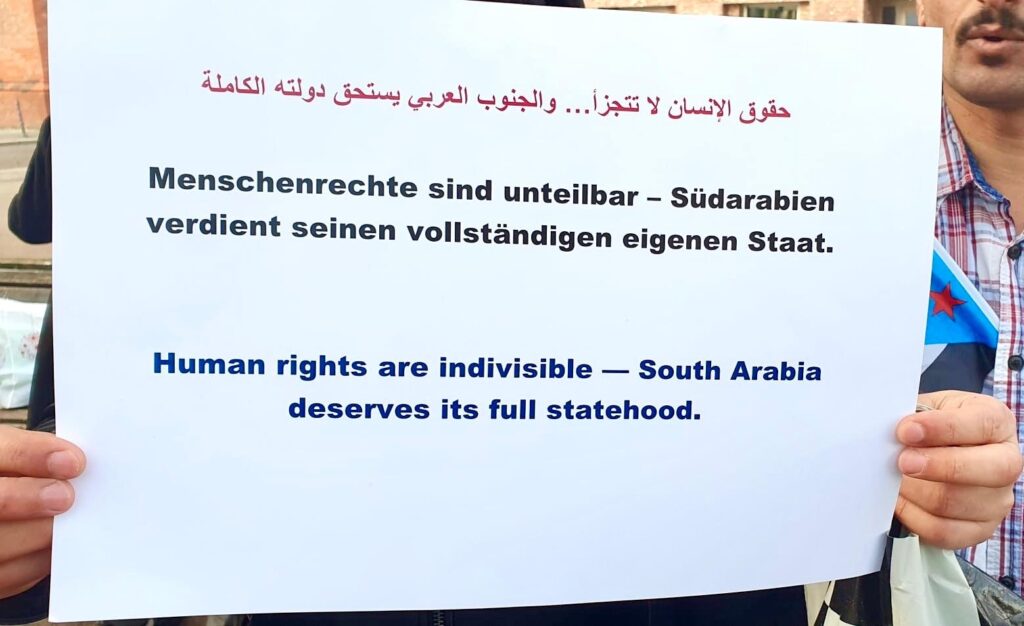 حقوق الإنسان لا تتجزأ... والجنوب العربي يستحق دولته الكاملة
Menschenrechte sind unteilbar – Südarabien
verdient seinen vollständigen eigenen Staat.
Human rights are indivisible — South Arabia
deserves its full statehood.